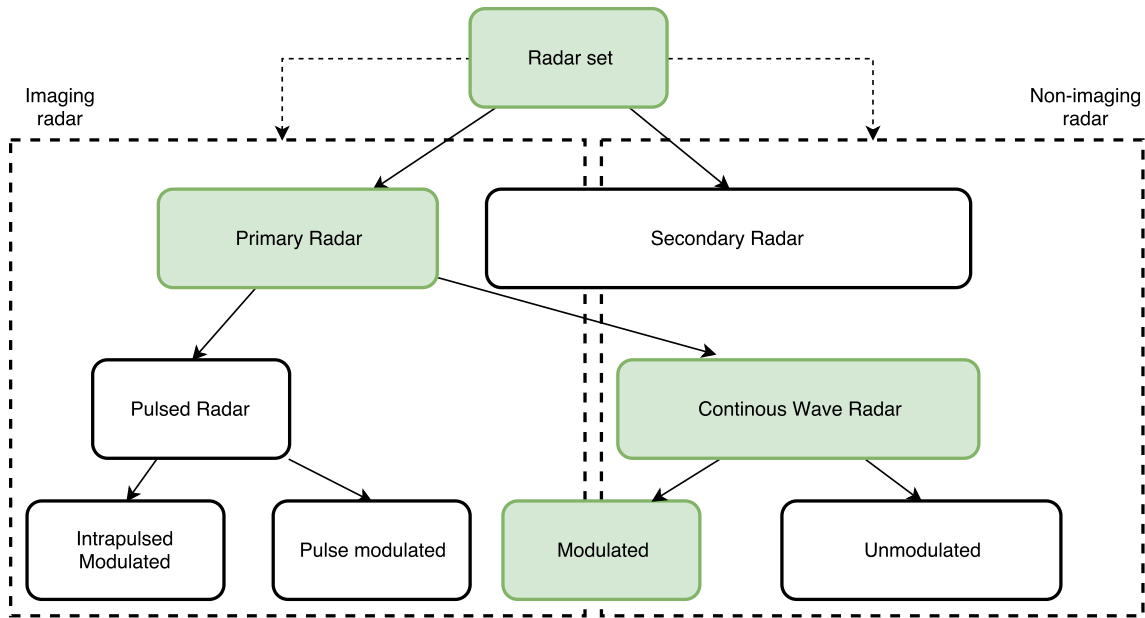 Radar set
Imaging
radar
Non-imaging
radar
Primary Radar
Secondary Radar
Pulsed Radar
Continous Wave Radar
Intrapulsed
Modulated
Pulse modulated
Modulated
Unmodulated